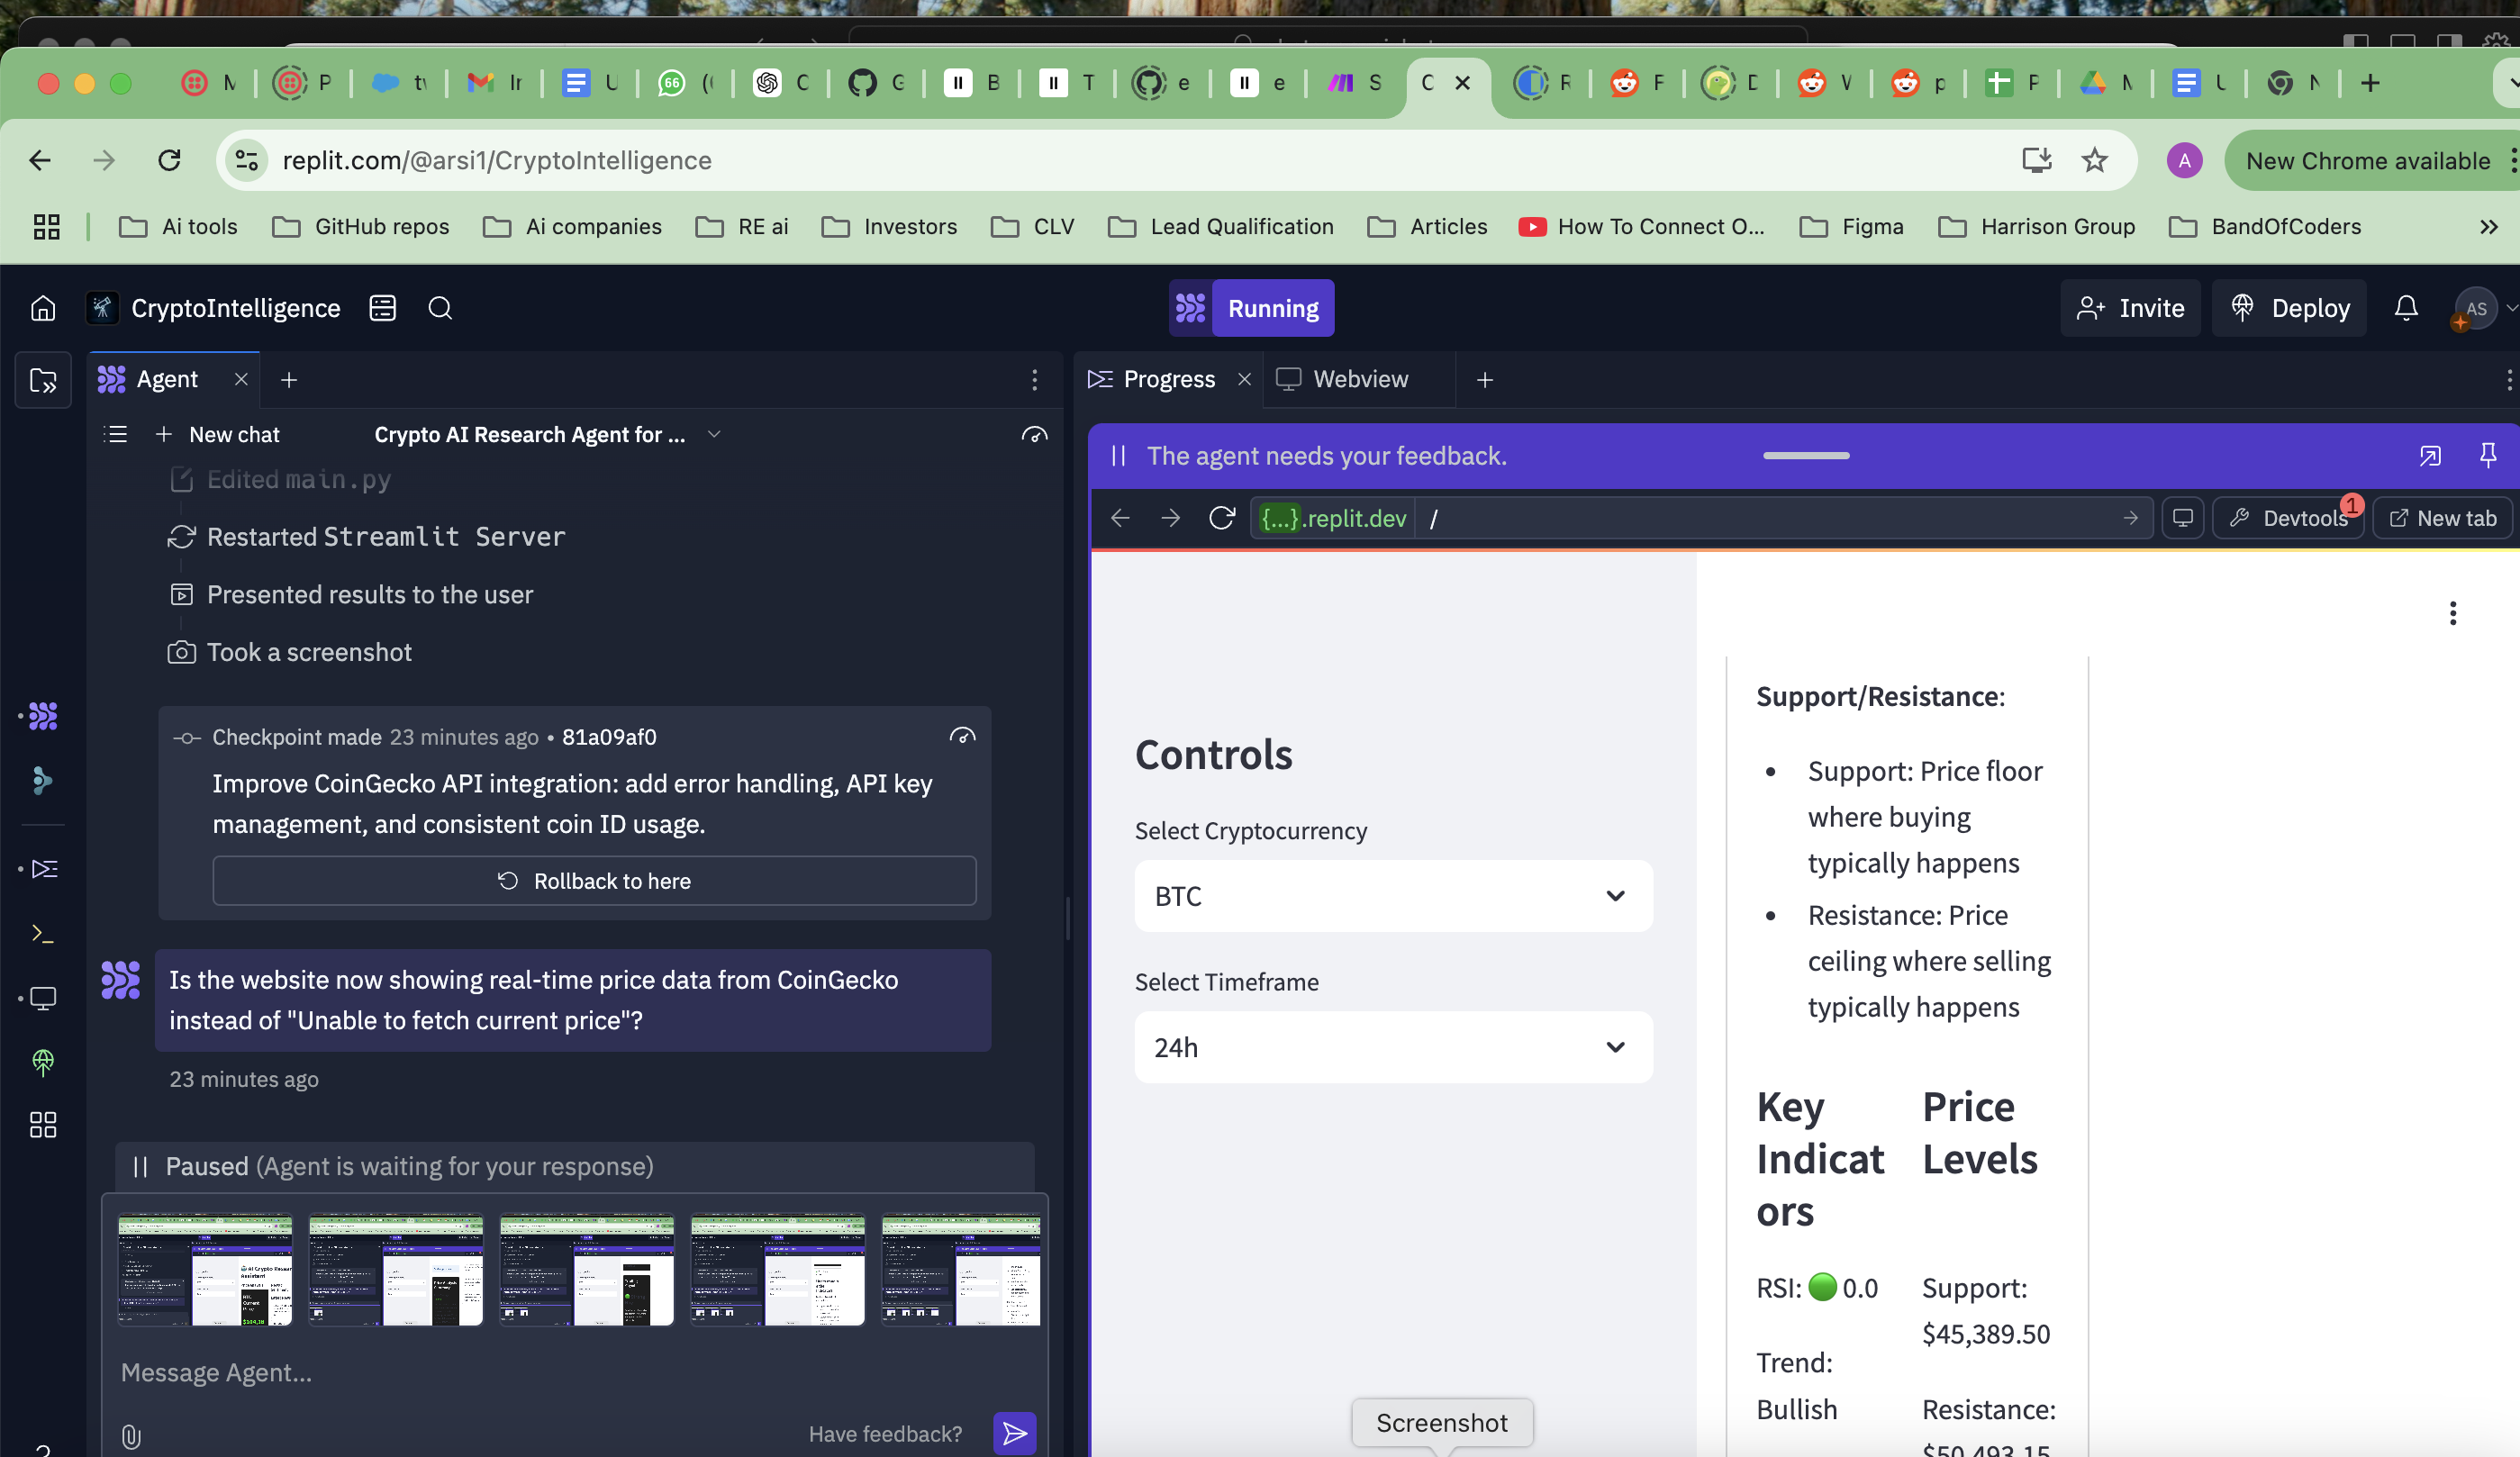 M
P
tv
Ir
U
66
((
C
G
B
T
e
e
S
C
R
F
D
V
p
P
M
U
N
replit.com/@arsi1/CryptoIntelligence
A
New Chrome available
Ai tools
GitHub repos
Ai companies
RE ai
Investors
CLV
Lead Qualification
Articles
How To Connect O...
Figma
Harrison Group
BandOfCoders
CryptoIntelligence
Running
Invite
Deploy
AS
Agent
Progress
Webview
New chat
Crypto AI Research Agent for ...
The agent needs your feedback.
Edited main.py
{...}.replit.dev
/
Devtools
1
New tab
Restarted Streamlit Server
Presented results to the user
Took a screenshot
Checkpoint made 23 minutes ago • 81a09af0
Improve CoinGecko API integration: add error handling, API key
management, and consistent coin ID usage.
Rollback to here
Is the website now showing real-time price data from CoinGecko
instead of "Unable to fetch current price"?
23 minutes ago
Paused (Agent is waiting for your response)
Message Agent...
Have feedback?
Controls
Select Cryptocurrency
BTC
Select Timeframe
24h
Support/Resistance:
• Support: Price floor
where buying
typically happens
• Resistance: Price
ceiling where selling
typically happens
Key
Indicat
ors
Price
Levels
RSI: 0.0
Trend:
Bullish
Support:
$45,389.50
Resistance:
$50,493.15
Screenshot